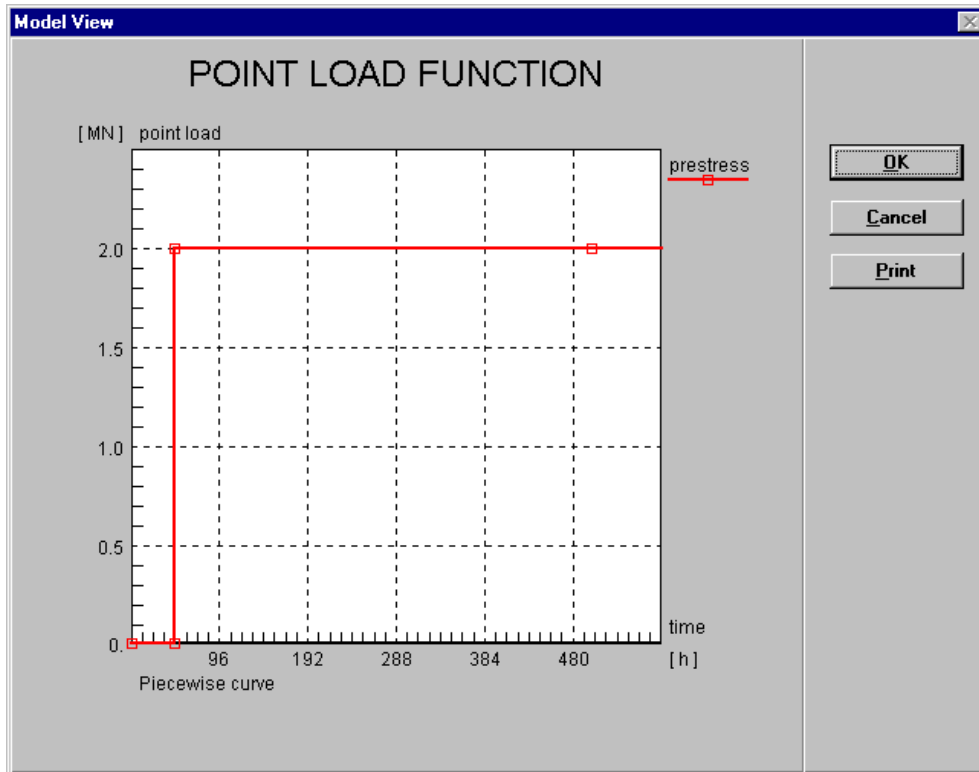 Model View
POINT LOAD FUNCTION
[ MN ] point load
prestress
2.0
1.5
1.0
0.5
0.
96 192 288 384 480
time
[ h ]
Piecewise curve
OK
Cancel
Print